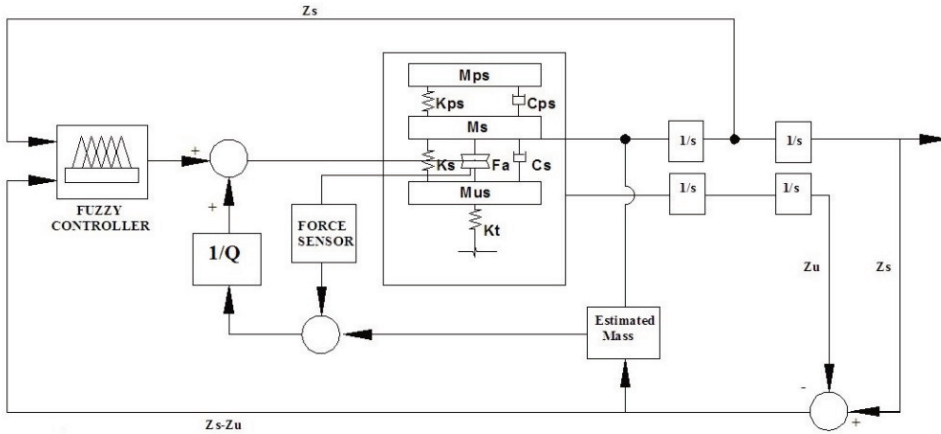 Zs
Mps
Kps
Cps
Ms
Ks
Fa
Cs
Mus
Kt
1/s
1/s
1/s
1/s
+
+
FUZZY
CONTROLLER
FORCE
SENSOR
1/Q
Zu
Zs
Estimated
Mass
-
+
Zs-Zu